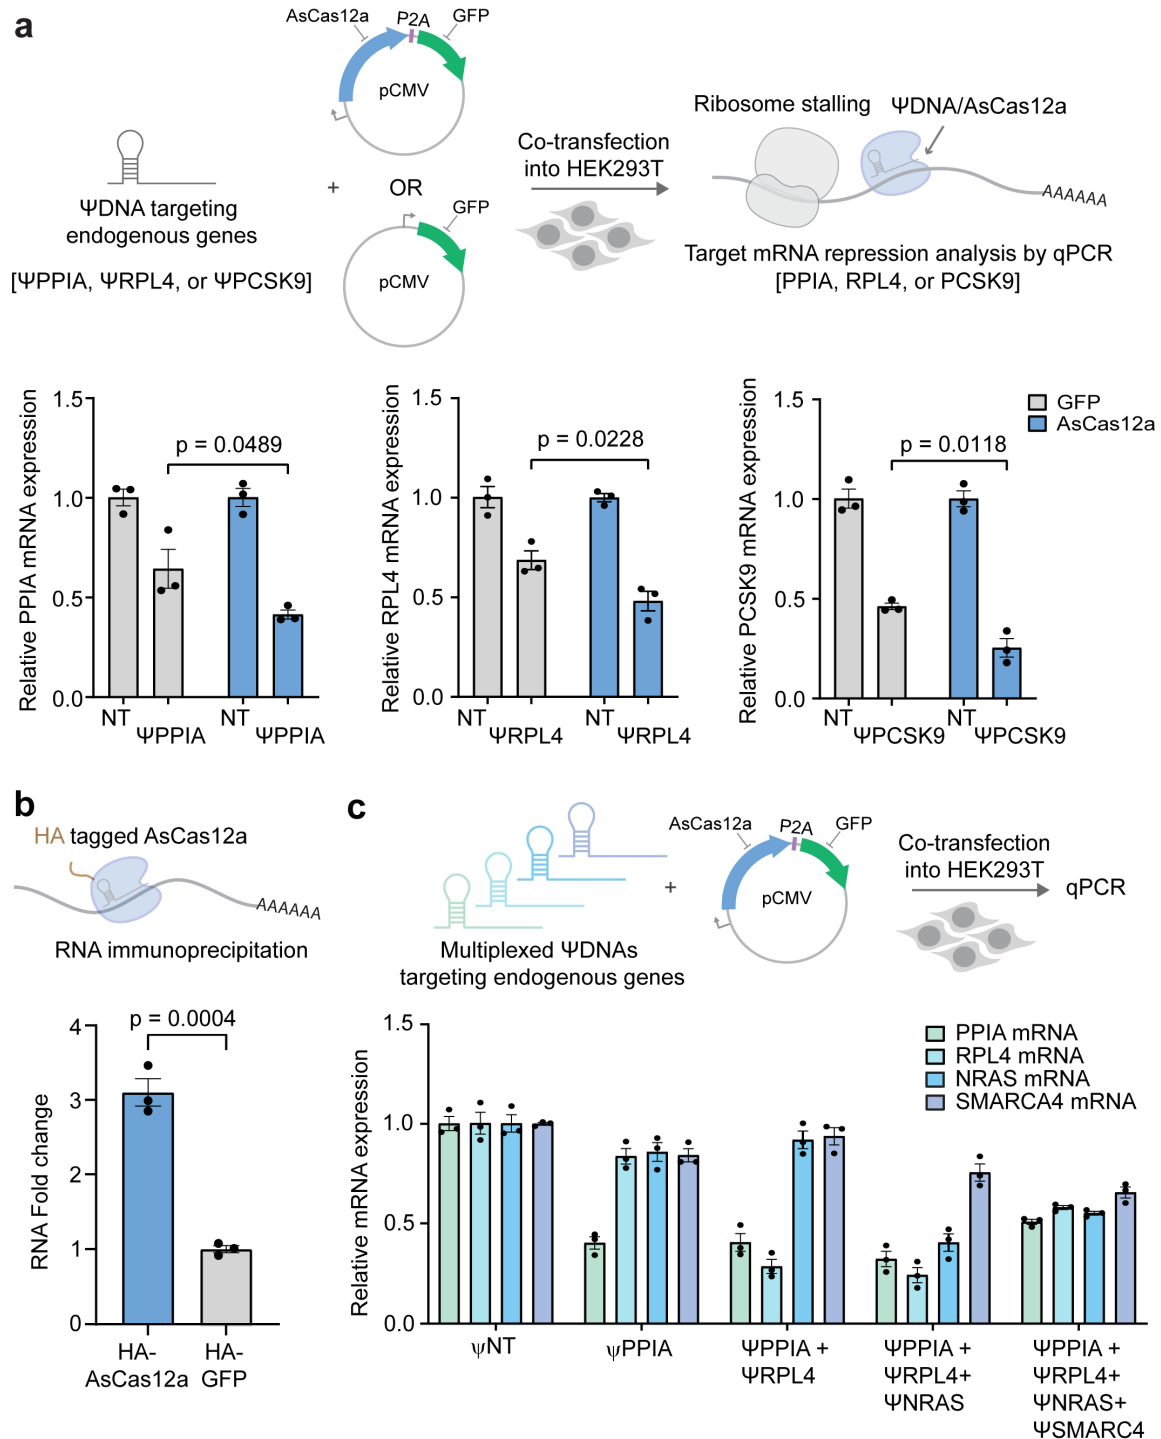 a
AsCas12a
P2A
GFP
pCMV
ΨDNA targeting
endogenous genes
[ΨPPIA, ΨRPL4, or ΨPCSK9]
+
OR
GFP
pCMV
Co-transfection
into HEK293T
Ribosome stalling
ΨDNA/AsCas12a
AAAAAA
Target mRNA repression analysis by qPCR
[PPIA, RPL4, or PCSK9]
Relative PPIA mRNA expression
1.5
1.0
0.5
0.0
p = 0.0489
NT
ΨPPIA
NT
ΨPPIA
Relative RPL4 mRNA expression
1.5
1.0
0.5
0.0
p = 0.0228
NT
ΨRPL4
NT
ΨRPL4
Relative PCSK9 mRNA expression
1.5
1.0
0.5
0.0
p = 0.0118
NT
ΨPCSK9
NT
ΨPCSK9
GFP
AsCas12a
b
HA tagged AsCas12a
AAAAAA
RNA immunoprecipitation
RNA Fold change
4
3
2
1
0
p = 0.0004
HA-
AsCas12a
HA-
GFP
c
Multiplexed ΨDNAs
targeting endogenous genes
+
AsCas12a
P2A
GFP
pCMV
Co-transfection
into HEK293T
qPCR
Relative mRNA expression
1.5
1.0
0.5
0.0
PPIA mRNA
RPL4 mRNA
NRAS mRNA
SMARCA4 mRNA
ψNT
ψPPIA
ΨPPIA +
ΨRPL4
ΨPPIA +
ΨRPL4+
ΨNRAS
ΨPPIA +
ΨRPL4+
ΨNRAS+
ΨSMARC4